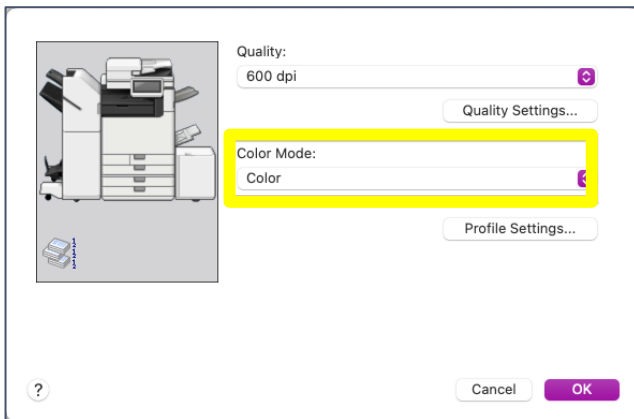 Quality:
600 dpi
Quality Settings...
Color Mode:
Color
Profile Settings...
?
Cancel
OK